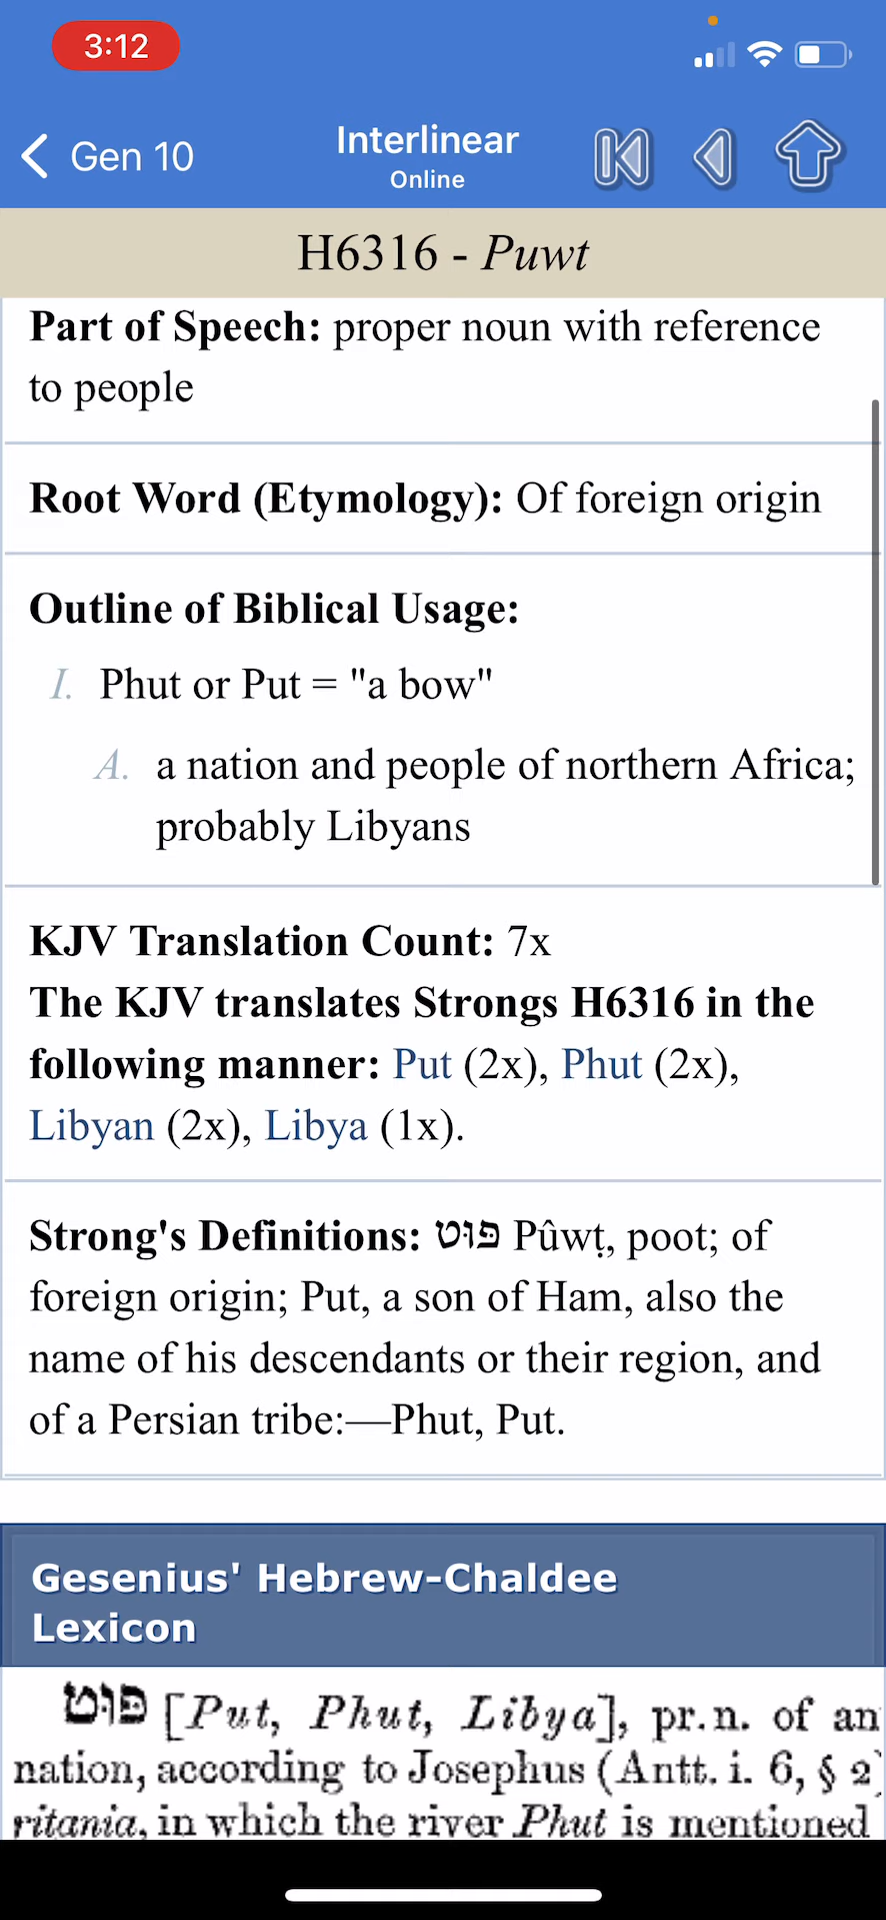 3:12
Gen 10
Interlinear
Online
H6316 - Puwt
Part of Speech: proper noun with reference
to people
Root Word (Etymology): Of foreign origin
Outline of Biblical Usage:
I. Phut or Put = "a bow"
A. a nation and people of northern Africa;
probably Libyans
KJV Translation Count: 7x
The KJV translates Strongs H6316 in the
following manner: Put (2x), Phut (2x),
Libyan (2x), Libya (1x).
Strong's Definitions: פּוּט Pûwṭ, poot; of
foreign origin; Put, a son of Ham, also the
name of his descendants or their region, and
of a Persian tribe:—Phut, Put.
Gesenius' Hebrew-Chaldee
Lexicon
פּוּט [Put, Phut, Libya], pr.n. of an
nation, according to Josephus (Antt. i. 6, § 2)
ritania, in which the river Phut is mentioned